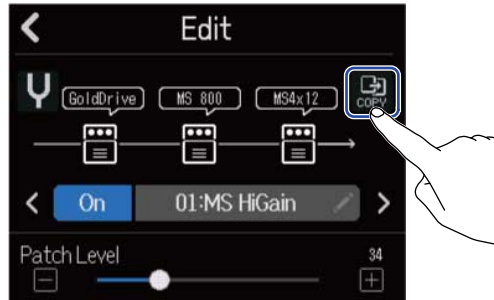 Edit
GoldDrive MS 800 MS4x12 COPY
On 01:MS HiGain
Patch Level 34